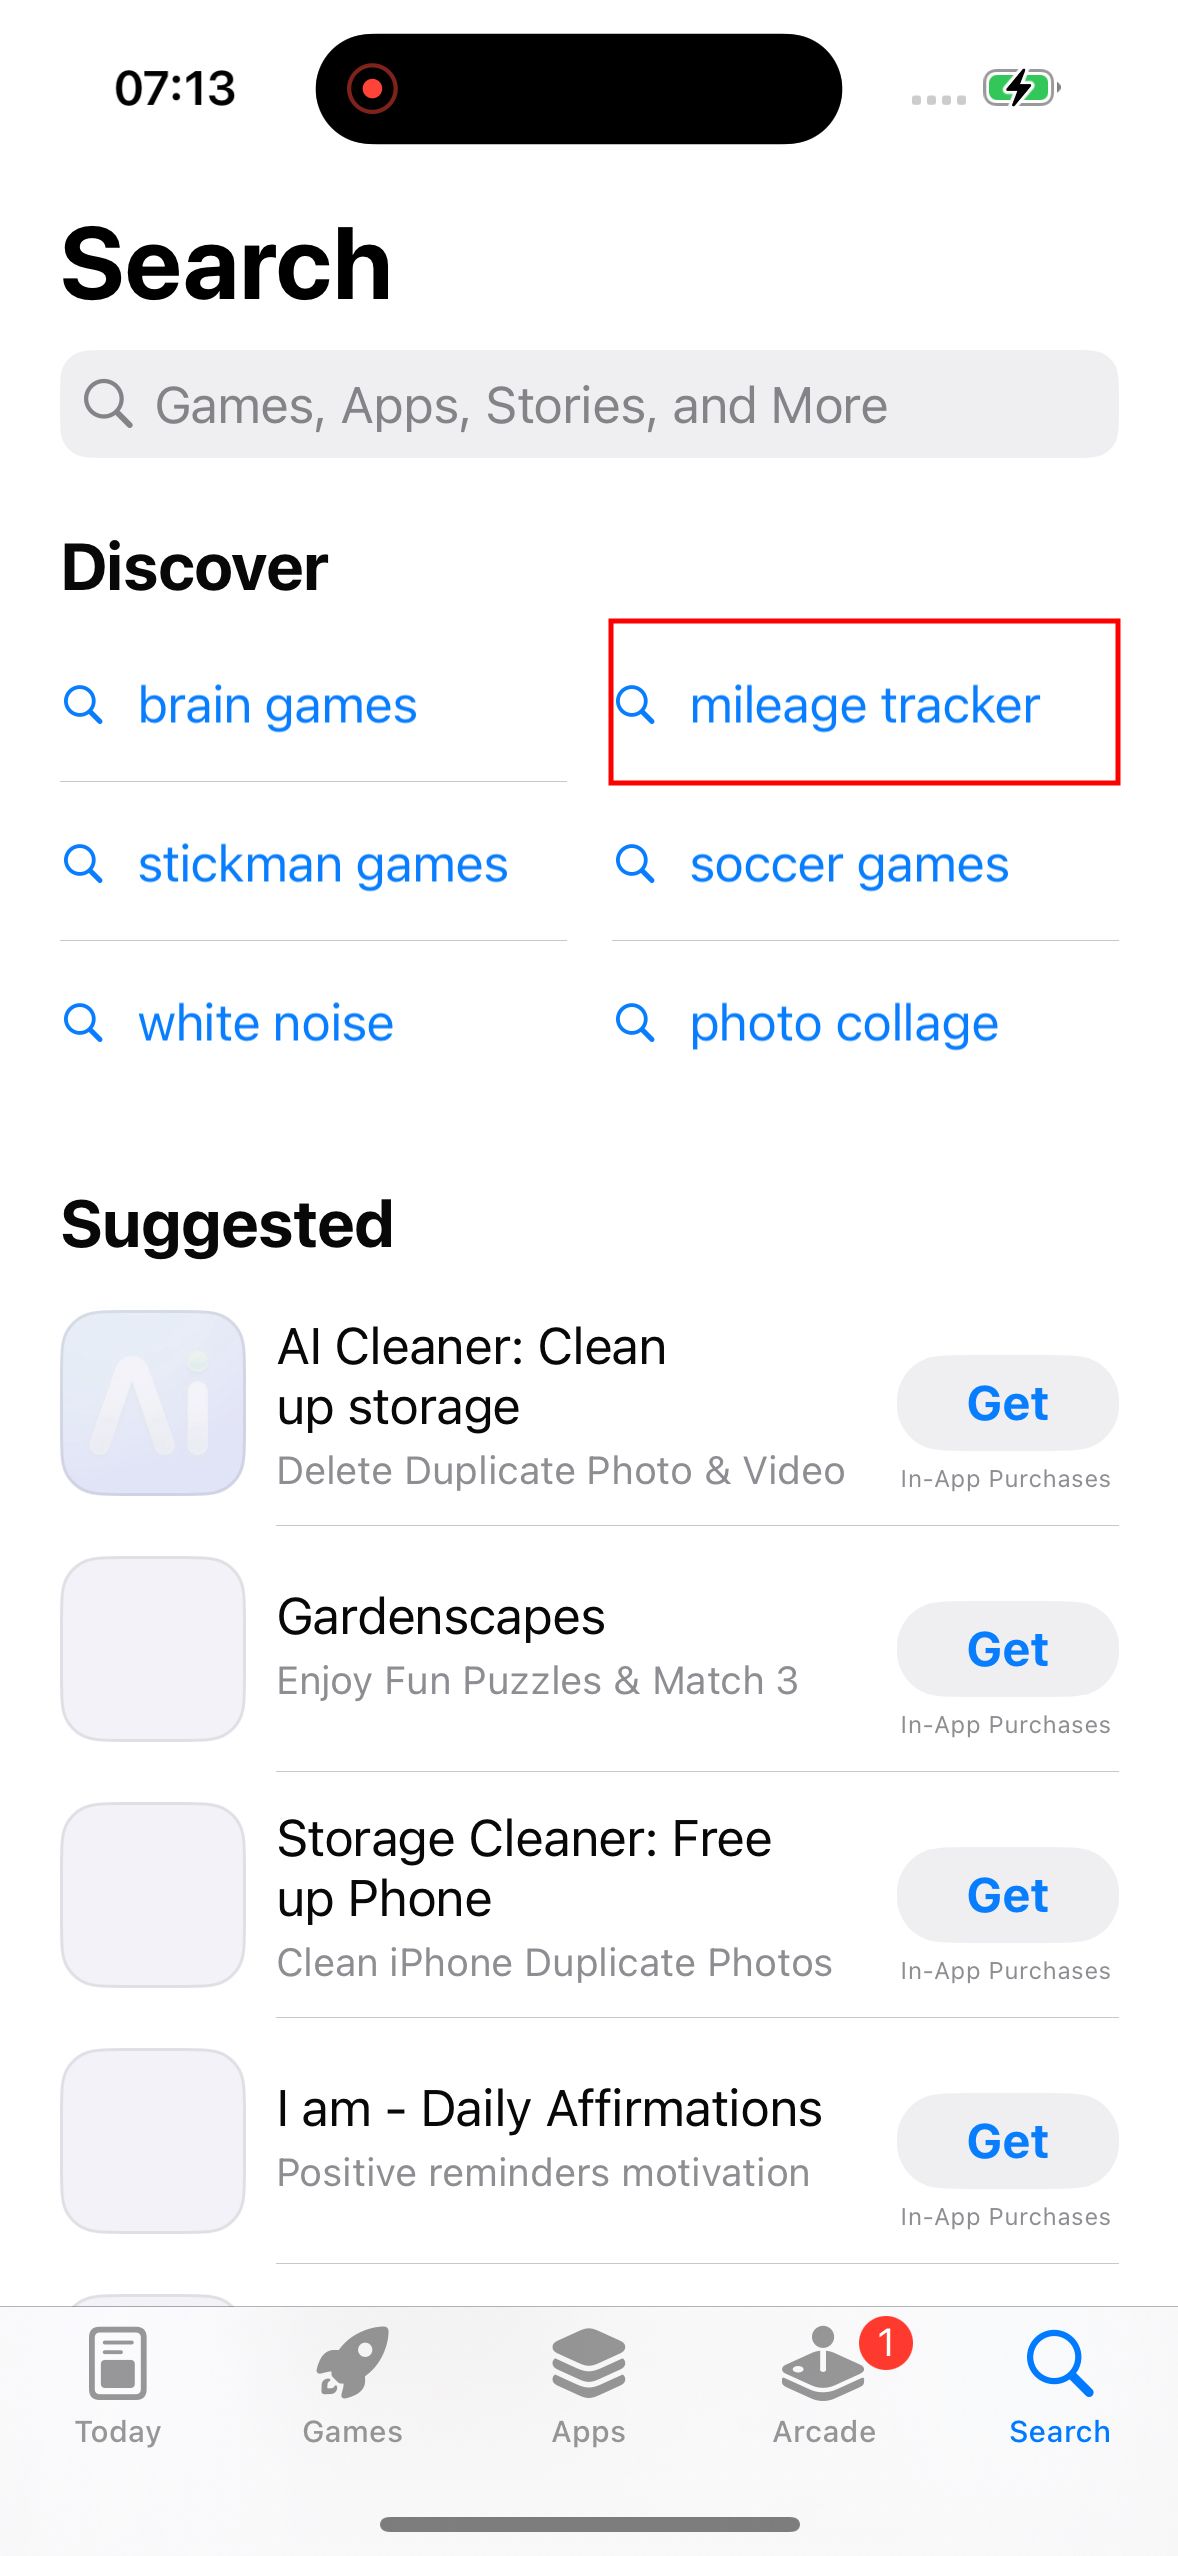 07:13
Search
Games, Apps, Stories, and More
Discover
brain games
mileage tracker
stickman games
soccer games
white noise
photo collage
Suggested
Ai
AI Cleaner: Clean
up storage
Delete Duplicate Photo & Video
Get
In-App Purchases
Gardenscapes
Enjoy Fun Puzzles & Match 3
Get
In-App Purchases
Storage Cleaner: Free
up Phone
Clean iPhone Duplicate Photos
Get
In-App Purchases
I am - Daily Affirmations
Positive reminders motivation
Get
In-App Purchases
1
Today
Games
Apps
Arcade
Search